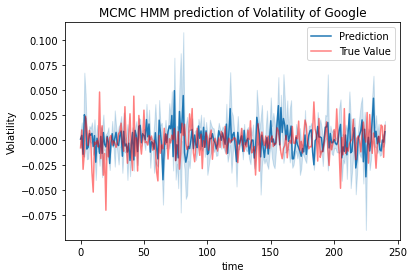 MCMC HMM prediction of Volatility of Google
Prediction
True Value
0.100
0.075
0.050
0.025
0.000
−0.025
−0.050
−0.075
Volatility
0
50
100
150
200
250
time